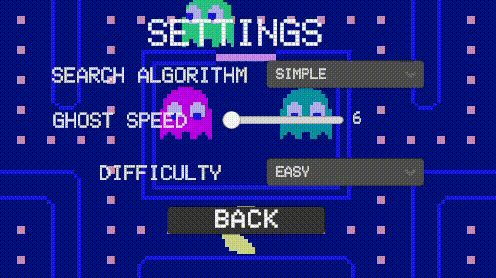 SETTINGS
SEARCH ALGORITHM SIMPLE
GHOST SPEED 6
DIFFICULTY EASY
BACK